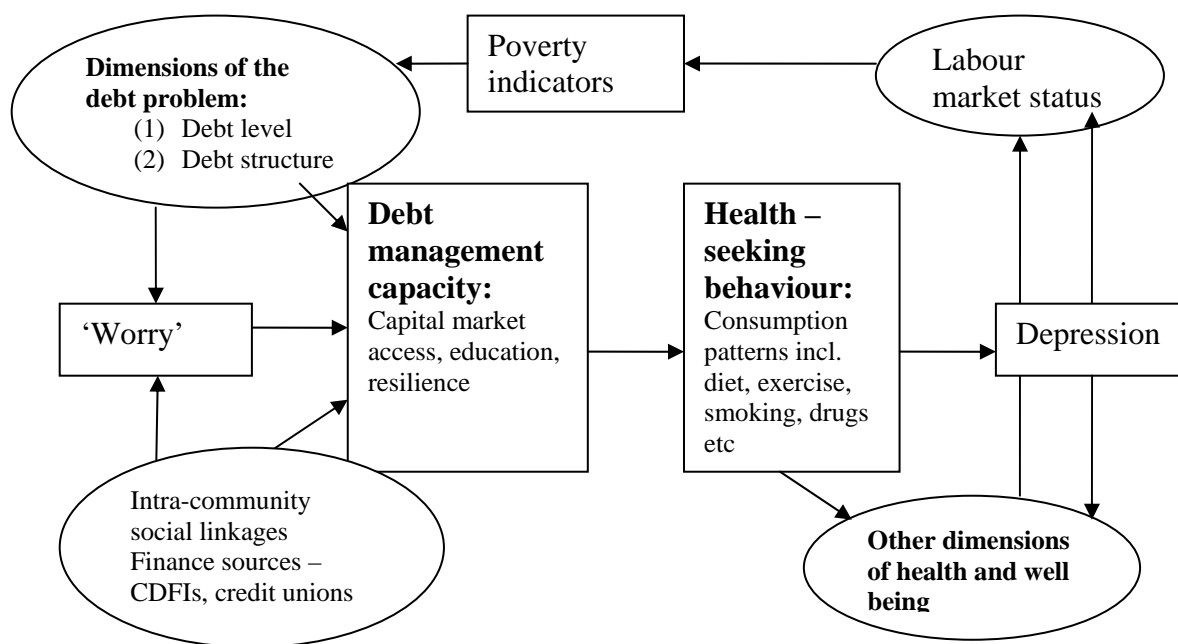 Dimensions of the
debt problem:
(1) Debt level
(2) Debt structure
Poverty
indicators
Labour
market status
‘Worry’
Debt
management
capacity:
Capital market
access, education,
resilience
Health –
seeking
behaviour:
Consumption
patterns incl.
diet, exercise,
smoking, drugs
etc
Depression
Intra-community
social linkages
Finance sources –
CDFIs, credit unions
Other dimensions
of health and well
being